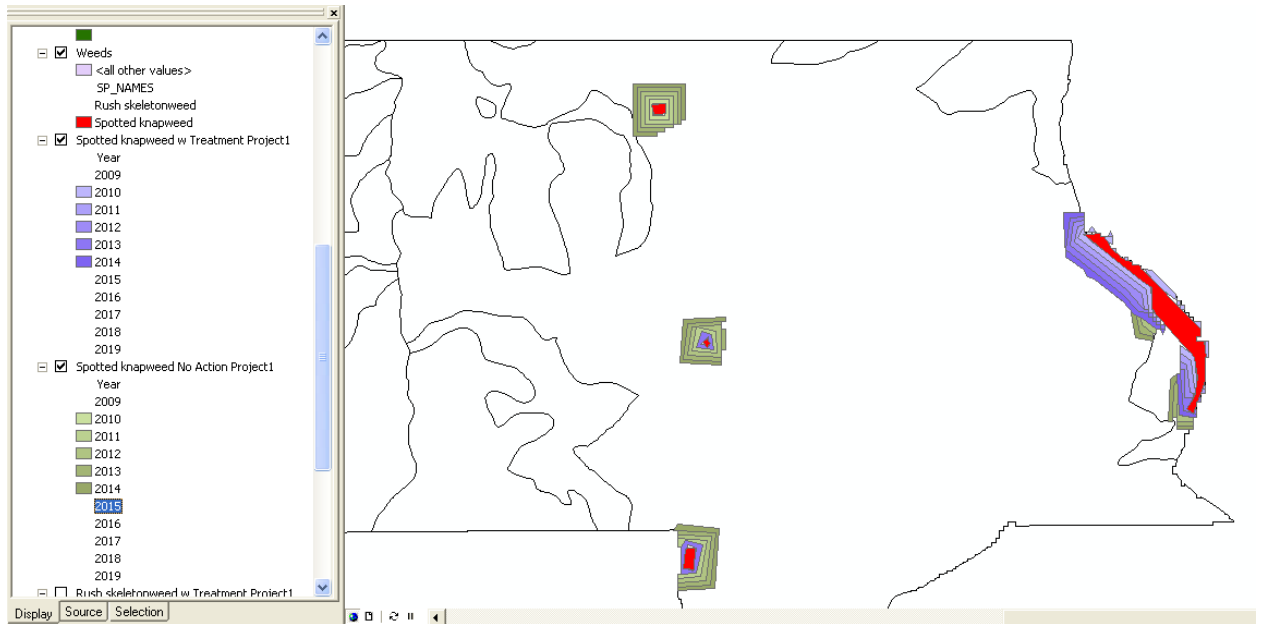 Weeds
<all other values>
SP_NAMES
Rush skeletonweed
Spotted knapweed
Spotted knapweed w Treatment Project1
Year
2009
2010
2011
2012
2013
2014
2015
2016
2017
2018
2019
Spotted knapweed No Action Project1
Year
2009
2010
2011
2012
2013
2014
2015
2016
2017
2018
2019
Rush skeletonweed w Treatment Project1
Display Source Selection